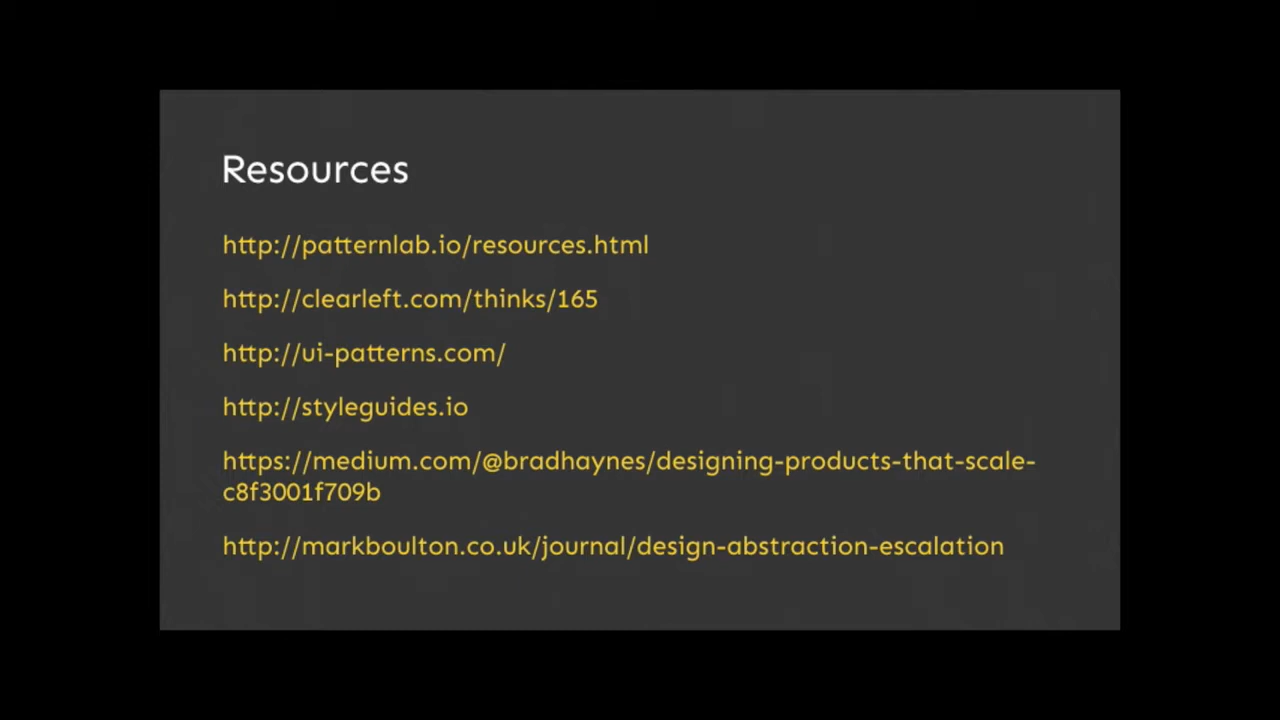 Resources
http://patternlab.io/resources.html
http://clearleft.com/thinks/165
http://ui-patterns.com/
http://styleguides.io
https://medium.com/@bradhaynes/designing-products-that-scale-
c8f3001f709b
http://markboulton.co.uk/journal/design-abstraction-escalation